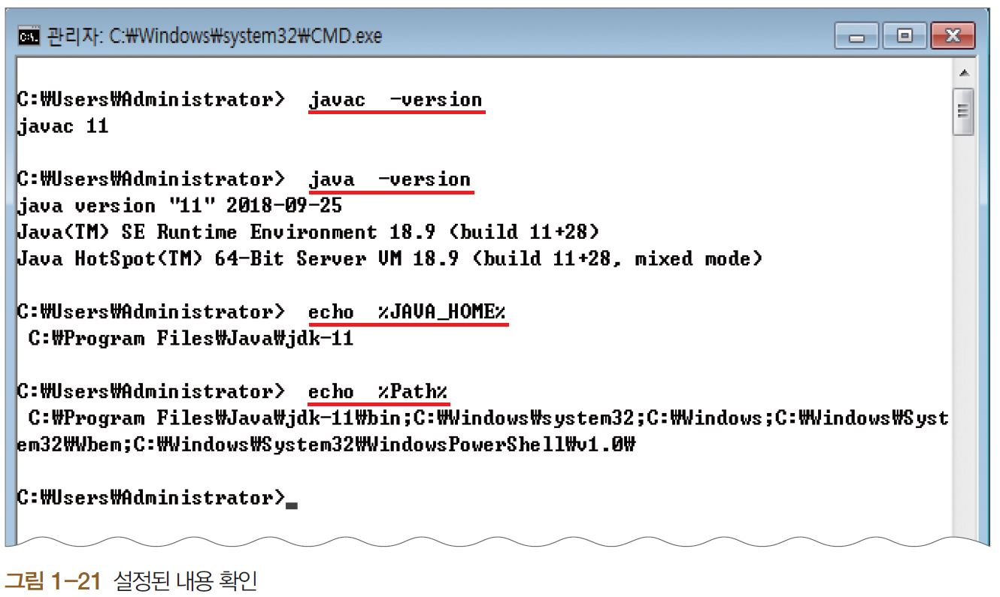 관리자: C:₩Windows₩system32₩CMD.exe
C:₩Users₩Administrator>  javac  -version
javac 11
C:₩Users₩Administrator>  java  -version
java version "11" 2018-09-25
Java(TM) SE Runtime Environment 18.9 (build 11+28)
Java HotSpot(TM) 64-Bit Server VM 18.9 (build 11+28, mixed mode)
C:₩Users₩Administrator>  echo  %JAVA_HOME%
C:₩Program Files₩Java₩jdk-11
C:₩Users₩Administrator>  echo  %Path%
C:₩Program Files₩Java₩jdk-11₩bin;C:₩Windows₩system32;C:₩Windows;C:₩Windows₩Syst
em32₩Wbem;C:₩Windows₩System32₩WindowsPowerShell₩v1.0₩
C:₩Users₩Administrator>_
그림 1-21 설정된 내용 확인